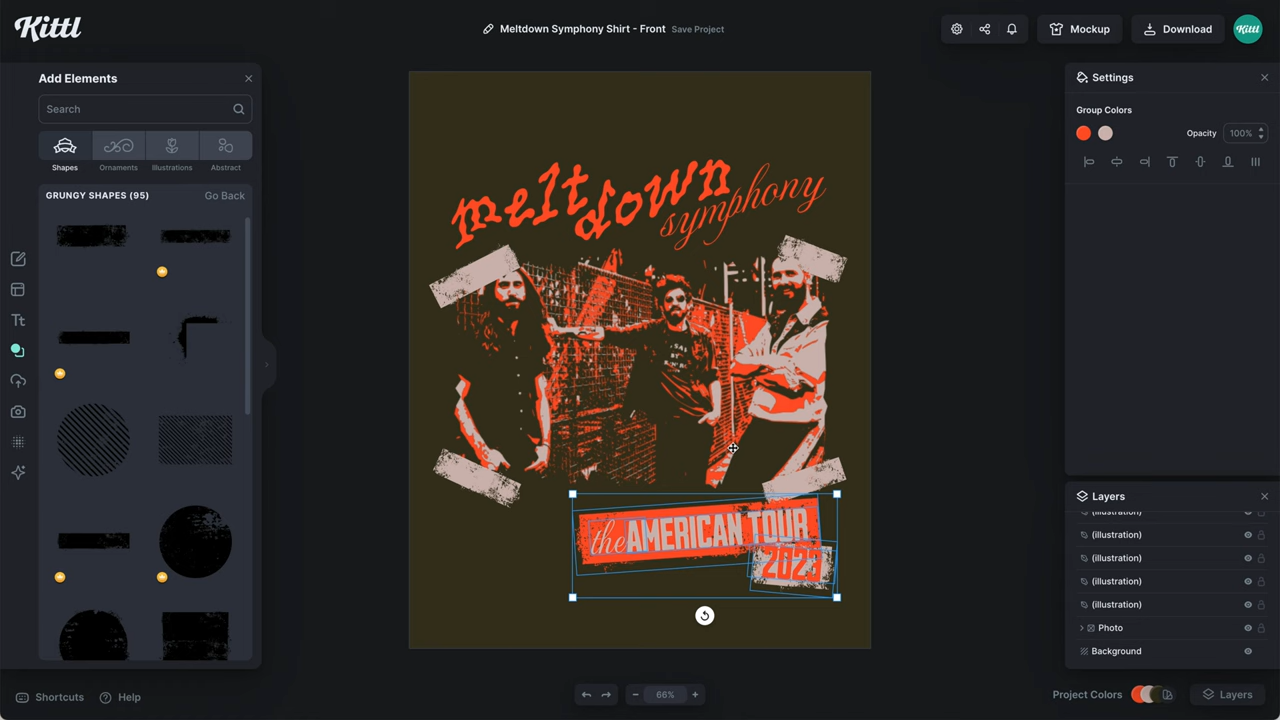 Kittl
Meltdown Symphony Shirt - Front Save Project
Mockup
Download
Kittl
Add Elements
Search
Shapes
Ornaments
Illustrations
Abstract
GRUNGY SHAPES (95)
Go Back
meltdown
symphony
the AMERICAN TOUR
2023
Settings
Group Colors
Opacity
100%
Layers
(illustration)
(illustration)
(illustration)
(illustration)
(illustration)
Photo
Background
Shortcuts
Help
66%
Project Colors
Layers